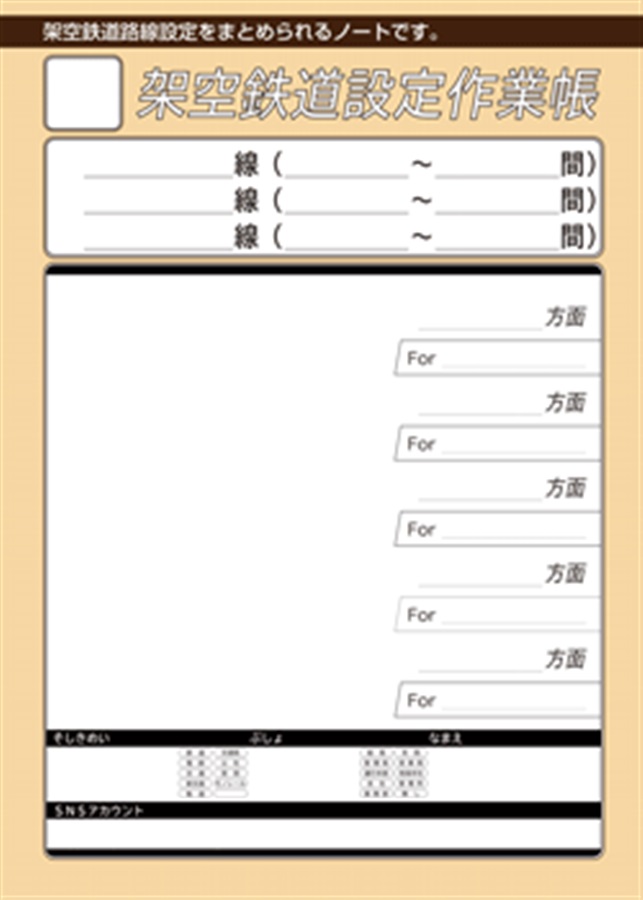 架空鉄道路線設定をまとめられるノートです。
架空鉄道設定作業帳
線（ ～ 間）
線（ ～ 間）
線（ ～ 間）
方面
For
方面
For
方面
For
方面
For
方面
For
そしきめい ぶしょ なまえ
SNSアカウント